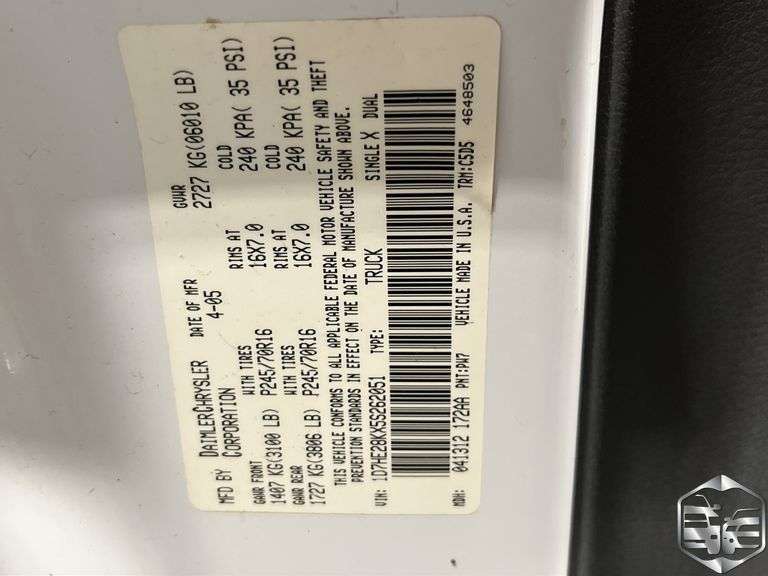 MFD BY DAIMLERCHRYSLER CORPORATION DATE OF MFR 4-05 GVWR 2727 KG(06010 LB)
GAWR FRONT WITH TIRES RIMS AT COLD
1407 KG(3100 LB) P245/70R16 16X7.0 240 KPA( 35 PSI)
GAWR REAR WITH TIRES RIMS AT COLD
1727 KG(3806 LB) P245/70R16 16X7.0 240 KPA( 35 PSI)
THIS VEHICLE CONFORMS TO ALL APPLICABLE FEDERAL MOTOR VEHICLE SAFETY AND THEFT
PREVENTION STANDARDS IN EFFECT ON THE DATE OF MANUFACTURE SHOWN ABOVE.
VIN: 1D7HE28KX5S262051 TYPE: TRUCK SINGLE X DUAL
MDH: 041312 172AA PNT:PW7 VEHICLE MADE IN U.S.A. TRM:C5D5 4648503